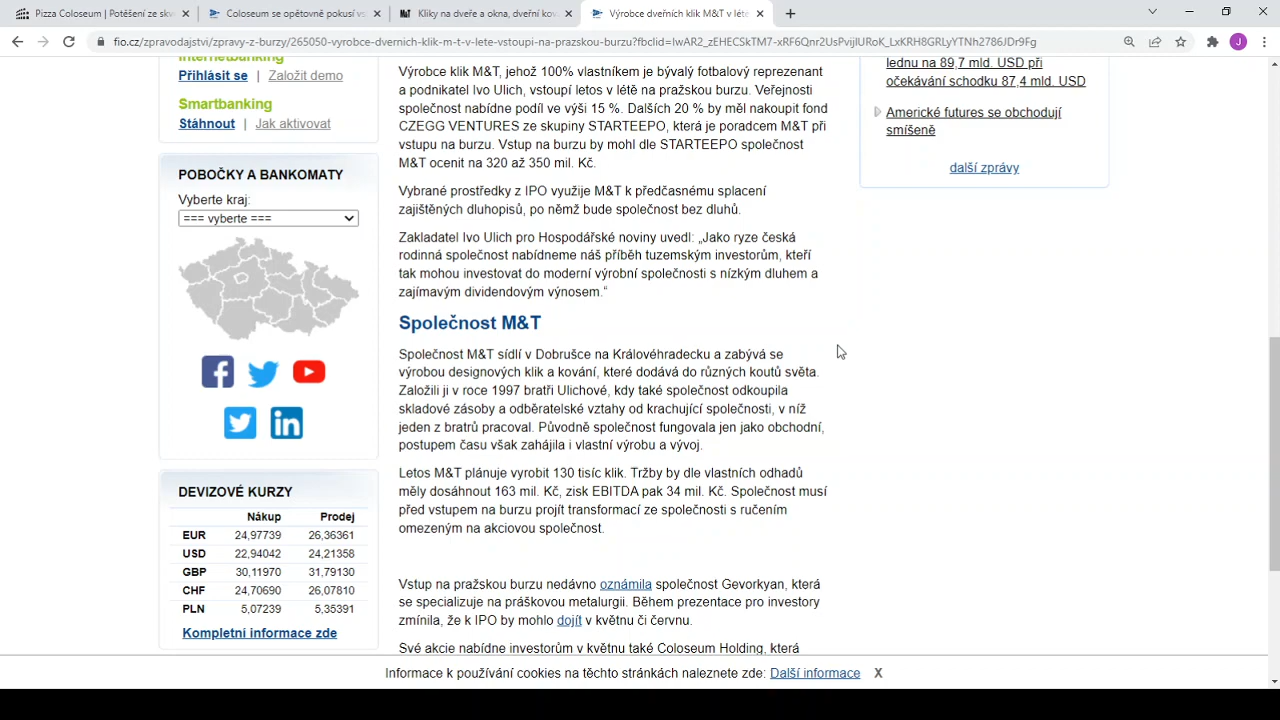 Pizza Coloseum | Potěšení ze skv
Coloseum se opětovně pokusí vs
Kliky na dveře a okna, dveřní kov
Výrobce dveřních klik M&T v lét
fio.cz/zpravodajstvi/zpravy-z-burzy/265050-vyrobce-dvernich-klik-m-t-v-lete-vstoupi-na-prazskou-burzu?fbclid=IwAR2_zEHECSkTM7-xRF6Qnr2UsPvijlURoK_LxKRH8GRLyYTNh2786JDr9Fg
J
Internetbanking
Přihlásit se | Založit demo
Smartbanking
Stáhnout | Jak aktivovat
POBOČKY A BANKOMATY
Vyberte kraj:
=== vyberte ===
DEVIZOVÉ KURZY
Nákup Prodej
EUR 24,97739 26,36361
USD 22,94042 24,21358
GBP 30,11970 31,79130
CHF 24,70690 26,07810
PLN 5,07239 5,35391
Kompletní informace zde
Výrobce klik M&T, jehož 100% vlastníkem je bývalý fotbalový reprezentant
a podnikatel Ivo Ulich, vstoupí letos v létě na pražskou burzu. Veřejnosti
společnost nabídne podíl ve výši 15 %. Dalších 20 % by měl nakoupit fond
CZEGG VENTURES ze skupiny STARTEEPO, která je poradcem M&T při
vstupu na burzu. Vstup na burzu by mohl dle STARTEEPO společnost
M&T ocenit na 320 až 350 mil. Kč.
Vybrané prostředky z IPO využije M&T k předčasnému splacení
zajištěných dluhopisů, po němž bude společnost bez dluhů.
Zakladatel Ivo Ulich pro Hospodářské noviny uvedl: „Jako ryze česká
rodinná společnost nabídneme náš příběh tuzemským investorům, kteří
tak mohou investovat do moderní výrobní společnosti s nízkým dluhem a
zajímavým dividendovým výnosem.“
Společnost M&T
Společnost M&T sídlí v Dobrušce na Královéhradecku a zabývá se
výrobou designových klik a kování, které dodává do různých koutů světa.
Založili ji v roce 1997 bratři Ulichové, kdy také společnost odkoupila
skladové zásoby a odběratelské vztahy od krachující společnosti, v níž
jeden z bratrů pracoval. Původně společnost fungovala jen jako obchodní,
postupem času však zahájila i vlastní výrobu a vývoj.
Letos M&T plánuje vyrobit 130 tisíc klik. Tržby by dle vlastních odhadů
měly dosáhnout 163 mil. Kč, zisk EBITDA pak 34 mil. Kč. Společnost musí
před vstupem na burzu projít transformací ze společnosti s ručením
omezeným na akciovou společnost.
Vstup na pražskou burzu nedávno oznámila společnost Gevorkyan, která
se specializuje na práškovou metalurgii. Během prezentace pro investory
zmínila, že k IPO by mohlo dojít v květnu či červnu.
Své akcie nabídne investorům v květnu také Coloseum Holding, která
lednu na 89,7 mld. USD při
očekávání schodku 87,4 mld. USD
Americké futures se obchodují
smíšeně
další zprávy
Informace k používání cookies na těchto stránkách naleznete zde: Další informace X